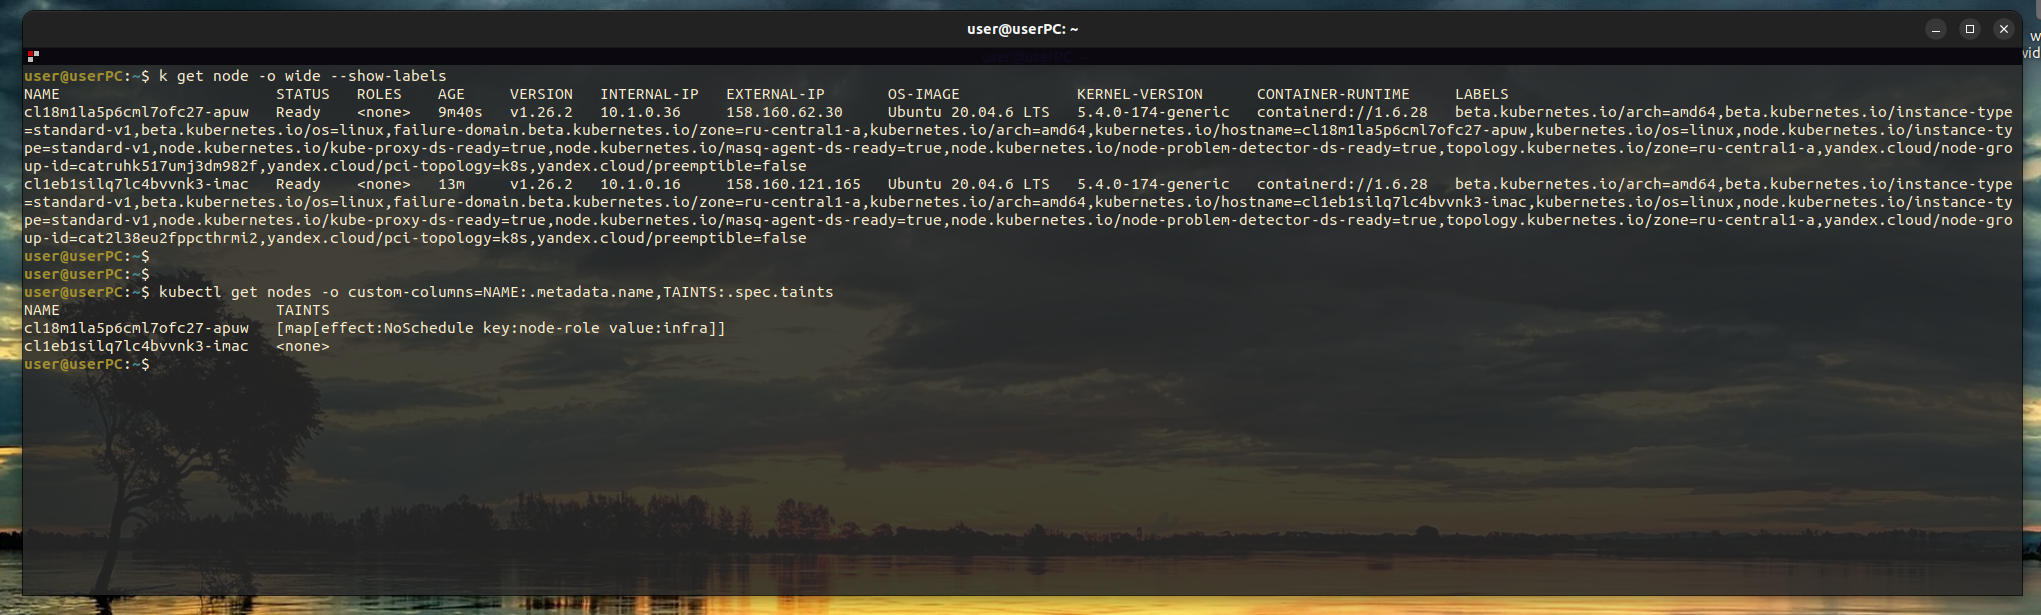 user@userPC: ~
user@userPC:~$ k get node -o wide --show-labels
NAME STATUS ROLES AGE VERSION INTERNAL-IP EXTERNAL-IP OS-IMAGE KERNEL-VERSION CONTAINER-RUNTIME LABELS
cl18m1la5p6cml7ofc27-apuw Ready <none> 9m40s v1.26.2 10.1.0.36 158.160.62.30 Ubuntu 20.04.6 LTS 5.4.0-174-generic containerd://1.6.28 beta.kubernetes.io/arch=amd64,beta.kubernetes.io/instance-type
=standard-v1,beta.kubernetes.io/os=linux,failure-domain.beta.kubernetes.io/zone=ru-central1-a,kubernetes.io/arch=amd64,kubernetes.io/hostname=cl18m1la5p6cml7ofc27-apuw,kubernetes.io/os=linux,node.kubernetes.io/instance-ty
pe=standard-v1,node.kubernetes.io/kube-proxy-ds-ready=true,node.kubernetes.io/masq-agent-ds-ready=true,node.kubernetes.io/node-problem-detector-ds-ready=true,topology.kubernetes.io/zone=ru-central1-a,yandex.cloud/node-gro
up-id=catruhk517umj3dm982f,yandex.cloud/pci-topology=k8s,yandex.cloud/preemptible=false
cl1eb1silq7lc4bvvnk3-imac Ready <none> 13m v1.26.2 10.1.0.16 158.160.121.165 Ubuntu 20.04.6 LTS 5.4.0-174-generic containerd://1.6.28 beta.kubernetes.io/arch=amd64,beta.kubernetes.io/instance-type
=standard-v1,beta.kubernetes.io/os=linux,failure-domain.beta.kubernetes.io/zone=ru-central1-a,kubernetes.io/arch=amd64,kubernetes.io/hostname=cl1eb1silq7lc4bvvnk3-imac,kubernetes.io/os=linux,node.kubernetes.io/instance-ty
pe=standard-v1,node.kubernetes.io/kube-proxy-ds-ready=true,node.kubernetes.io/masq-agent-ds-ready=true,node.kubernetes.io/node-problem-detector-ds-ready=true,topology.kubernetes.io/zone=ru-central1-a,yandex.cloud/node-gro
up-id=cat2l38eu2fppcthrmi2,yandex.cloud/pci-topology=k8s,yandex.cloud/preemptible=false
user@userPC:~$
user@userPC:~$
user@userPC:~$ kubectl get nodes -o custom-columns=NAME:.metadata.name,TAINTS:.spec.taints
NAME TAINTS
cl18m1la5p6cml7ofc27-apuw [map[effect:NoSchedule key:node-role value:infra]]
cl1eb1silq7lc4bvvnk3-imac <none>
user@userPC:~$